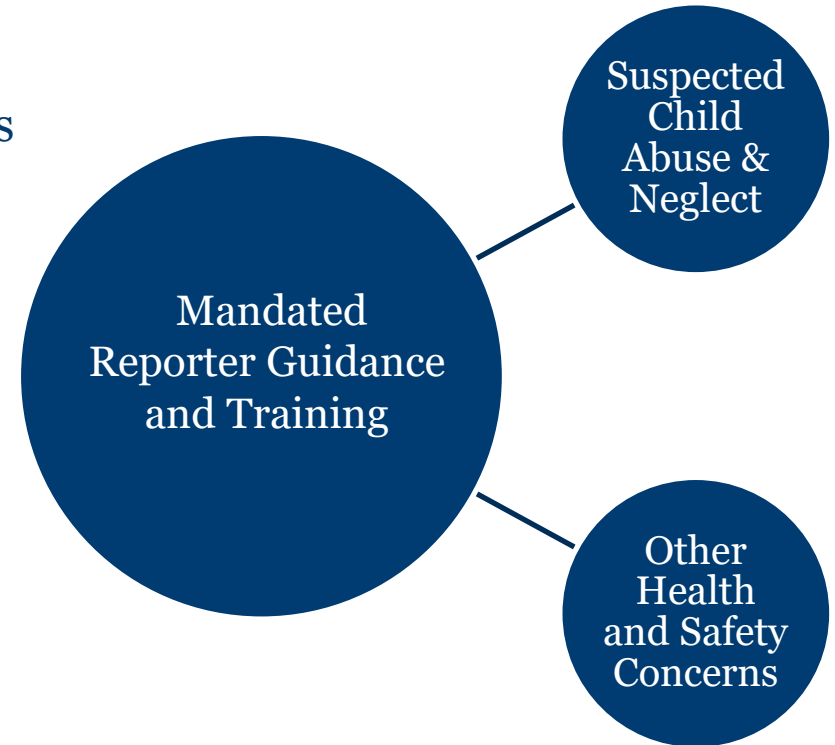 s
Suspected
Child
Abuse &
Neglect
Mandated
Reporter Guidance
and Training
Other
Health
and Safety
Concerns